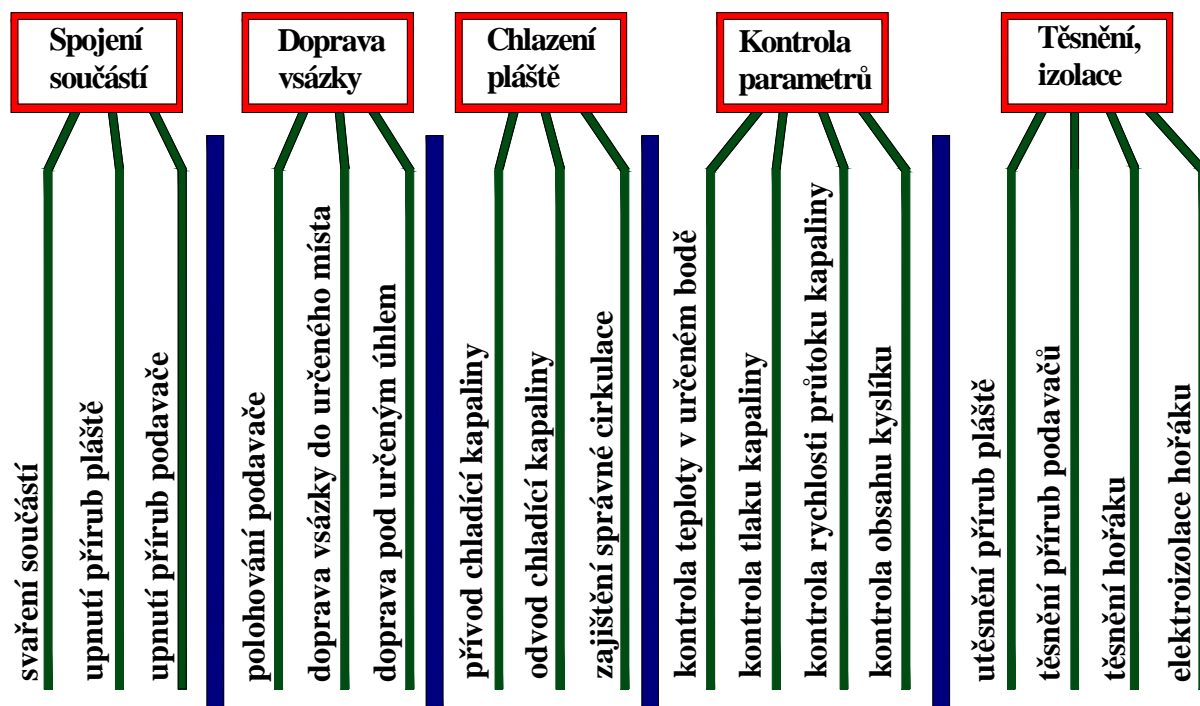 Spojení
součástí
svaření součástí
upnutí přírub pláště
upnutí přírub podavače
Doprava
vsázky
polohování podavače
doprava vsázky do určeného místa
doprava pod určeným úhlem
Chlazení
pláště
přívod chladící kapaliny
odvod chladící kapaliny
zajištění správné cirkulace
Kontrola
parametrů
kontrola teploty v určeném bodě
kontrola tlaku kapaliny
kontrola rychlosti průtoku kapaliny
kontrola obsahu kyslíku
Těsnění,
izolace
utěsnění přírub pláště
těsnění přírub podavačů
těsnění hořáku
elektroizolace hořáku